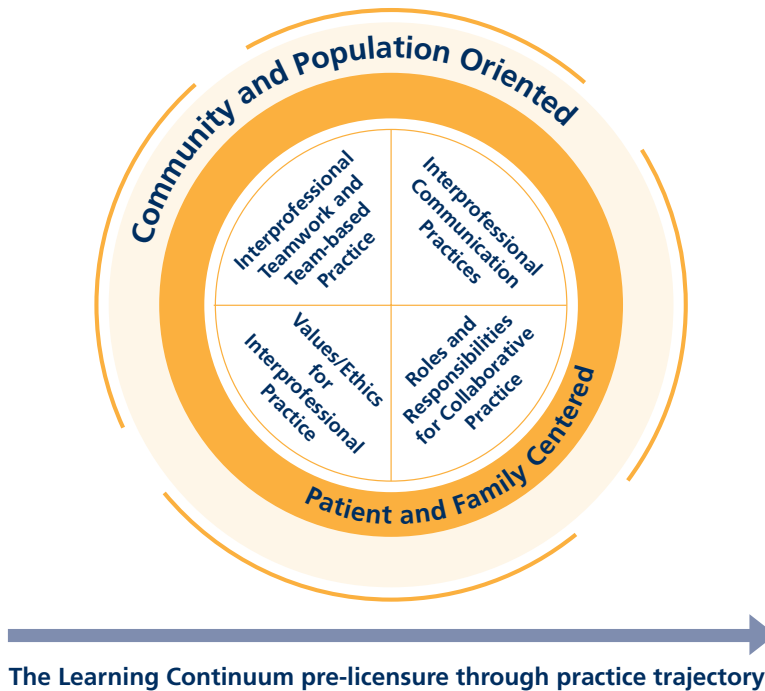 Community and Population Oriented
Interprofessional
Teamwork and
Team-based
Practice
Interprofessional
Communication
Practices
Values/Ethics
for
Interprofessional
Practice
Roles and
Responsibilities
for Collaborative
Practice
Patient and Family Centered
The Learning Continuum pre-licensure through practice trajectory